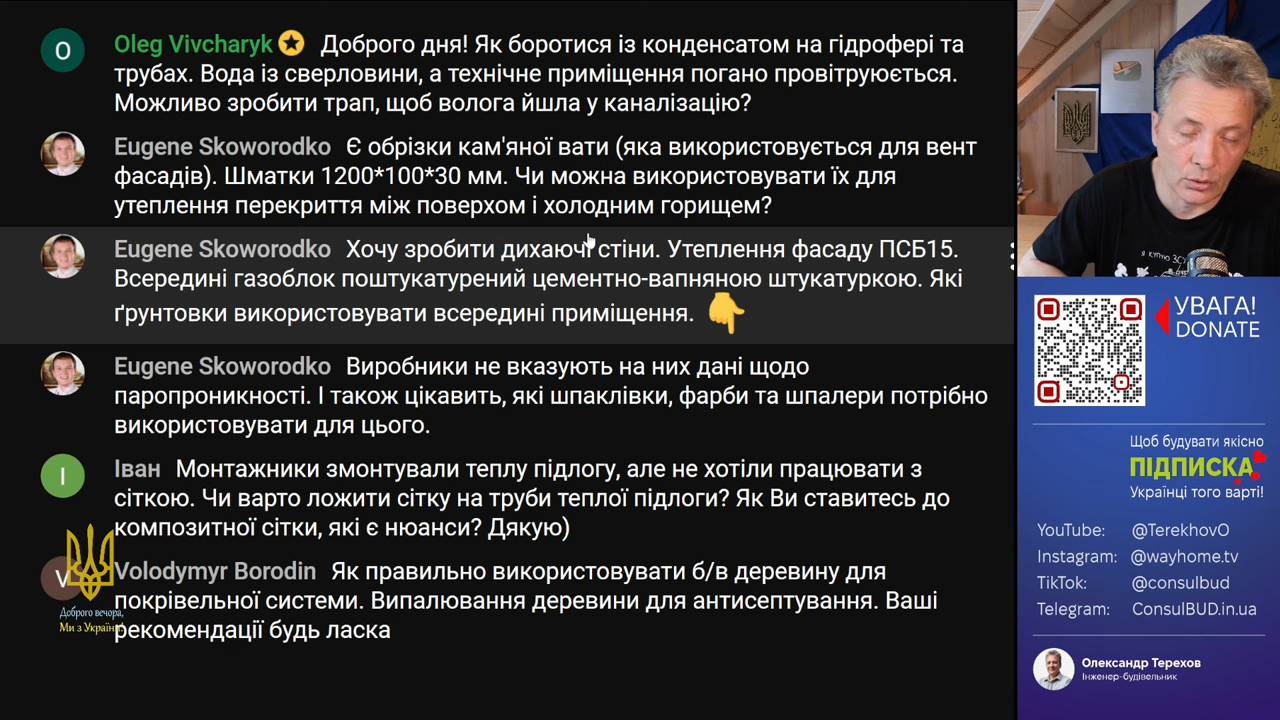 O
Oleg Vivcharyk Доброго дня! Як боротися із конденсатом на гідрофері та
трубах. Вода із сверловини, а технічне приміщення погано провітруюється.
Можливо зробити трап, щоб волога йшла у каналізацію?
Eugene Skoworodko Є обрізки кам'яної вати (яка використовується для вент
фасадів). Шматки 1200*100*30 мм. Чи можна використовувати їх для
утеплення перекриття між поверхом і холодним горищем?
Eugene Skoworodko Хочу зробити дихаючі стіни. Утеплення фасаду ПСБ15.
Всередині газоблок поштукатурений цементно-вапняною штукатуркою. Які
ґрунтовки використовувати всередині приміщення.
Eugene Skoworodko Виробники не вказують на них дані щодо
паропроникності. І також цікавить, які шпаклівки, фарби та шпалери потрібно
використовувати для цього.
І
Іван Монтажники змонтували теплу підлогу, але не хотіли працювати з
сіткою. Чи варто ложити сітку на труби теплої підлоги? Як Ви ставитесь до
композитної сітки, які є нюанси? Дякую)
V
Volodymyr Borodin Як правильно використовувати б/в деревину для
покрівельної системи. Випалювання деревини для антисептування. Ваші
рекомендації будь ласка
Доброго вечора,
Ми з України!
УВАГА!
DONATE
Щоб будувати якісно
ПІДПИСКА
Українці того варті!
YouTube: @TerekhovO
Instagram: @wayhome.tv
TikTok: @consulbud
Telegram: ConsulBUD.in.ua
Олександр Терехов
Інженер-будівельник